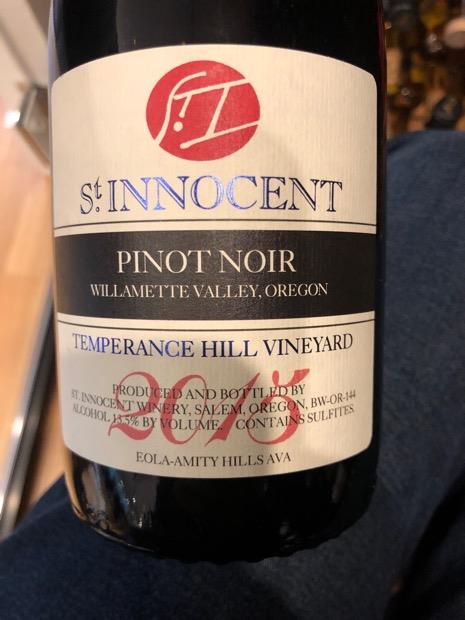 S.I
St. INNOCENT
PINOT NOIR
WILLAMETTE VALLEY, OREGON
TEMPERANCE HILL VINEYARD
2015
PRODUCED AND BOTTLED BY
ST. INNOCENT WINERY, SALEM, OREGON, BW-OR-144
ALCOHOL 13.5% BY VOLUME. CONTAINS SULFITES.
EOLA-AMITY HILLS AVA